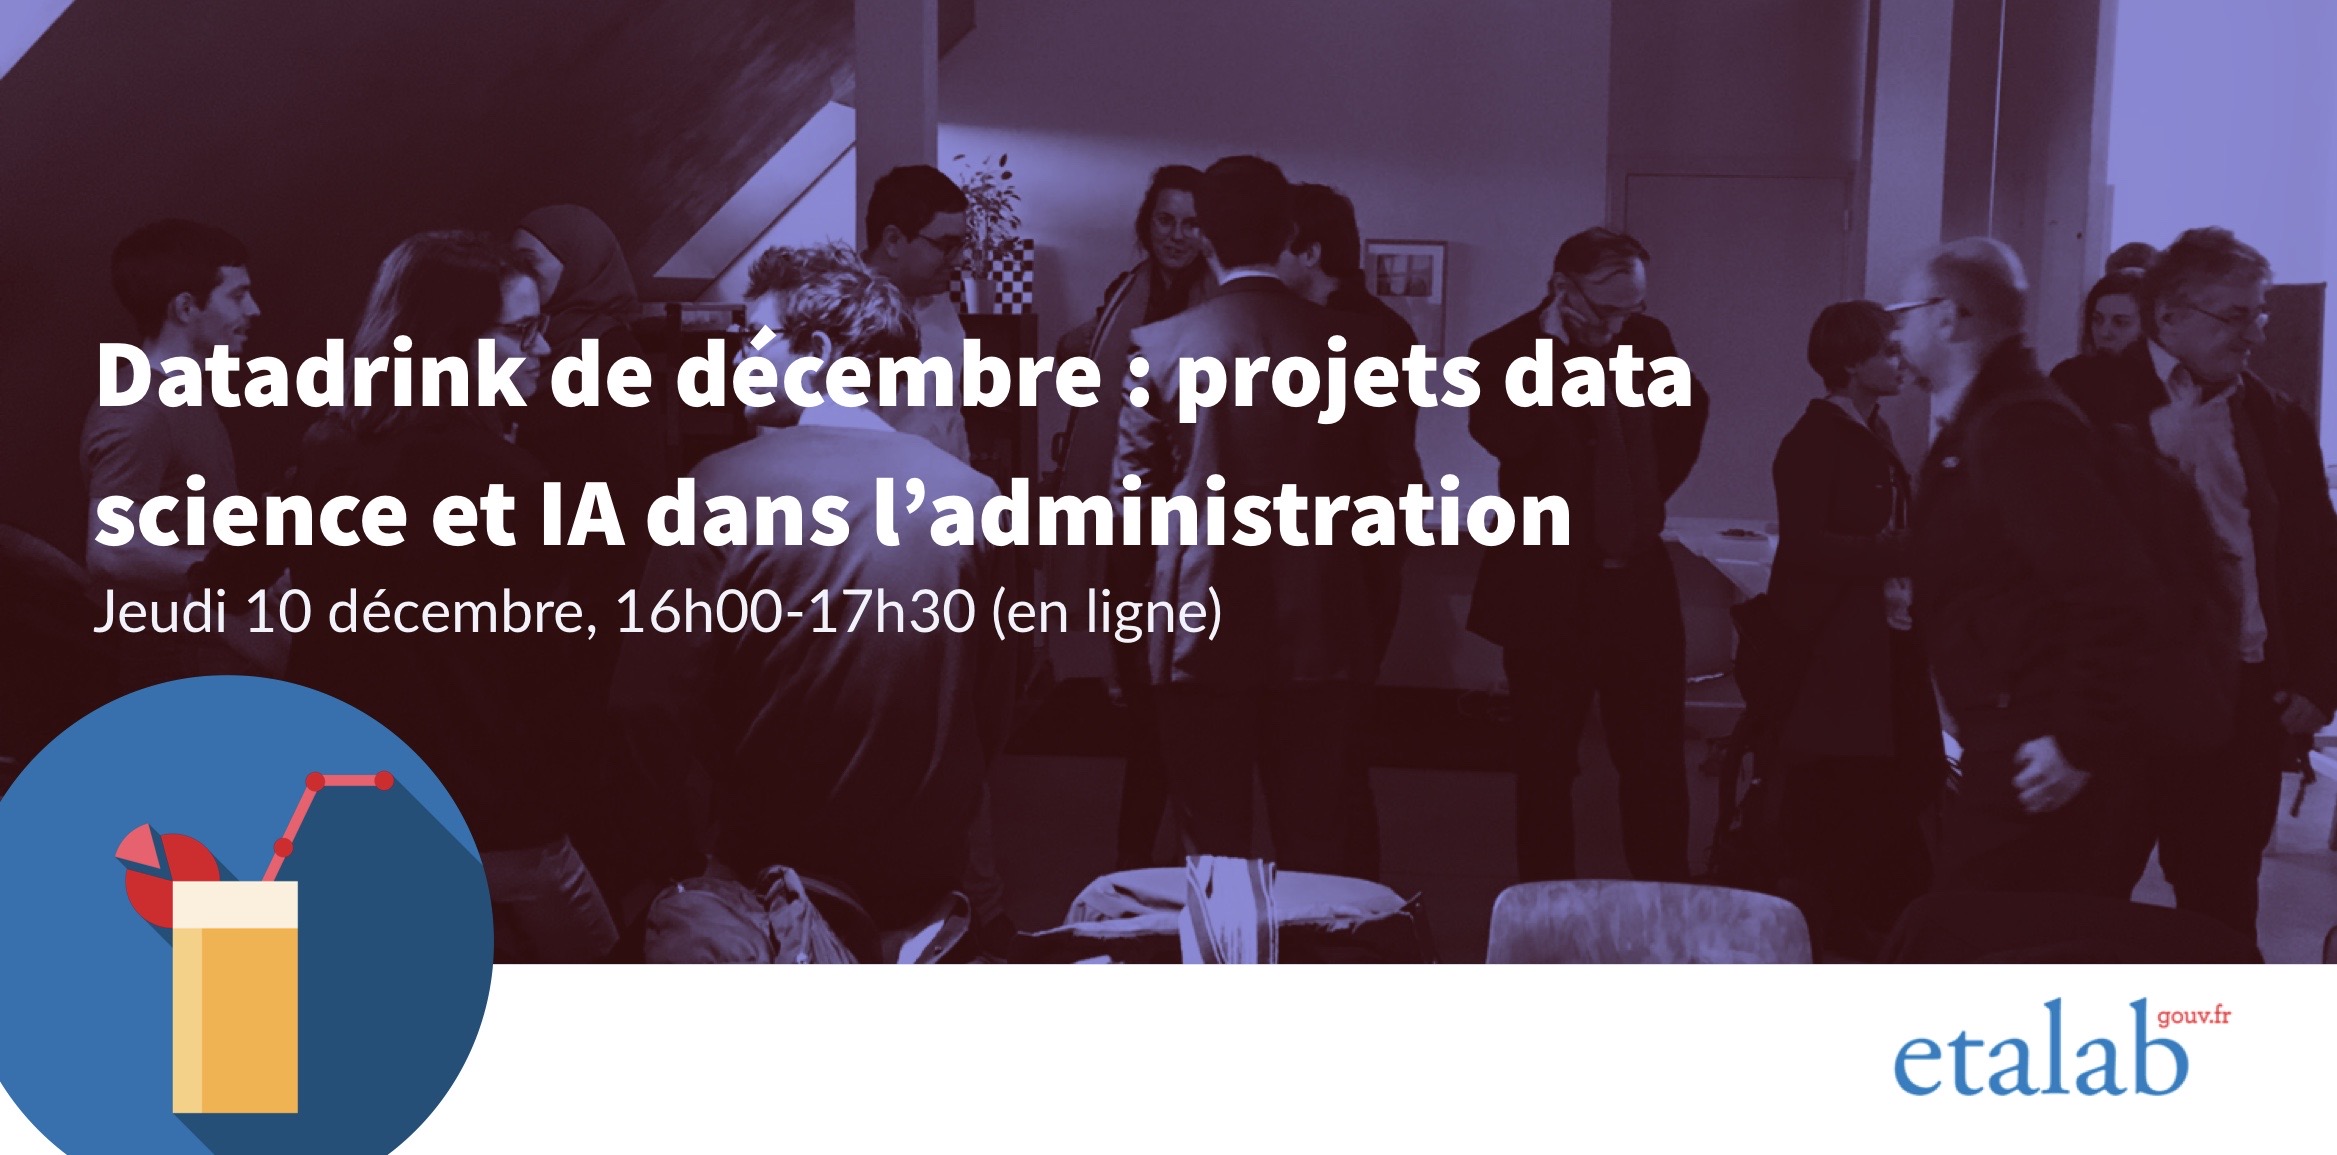 Datadrink de décembre : projets data
science et IA dans l’administration
Jeudi 10 décembre, 16h00-17h30 (en ligne)
etalab gouv.fr